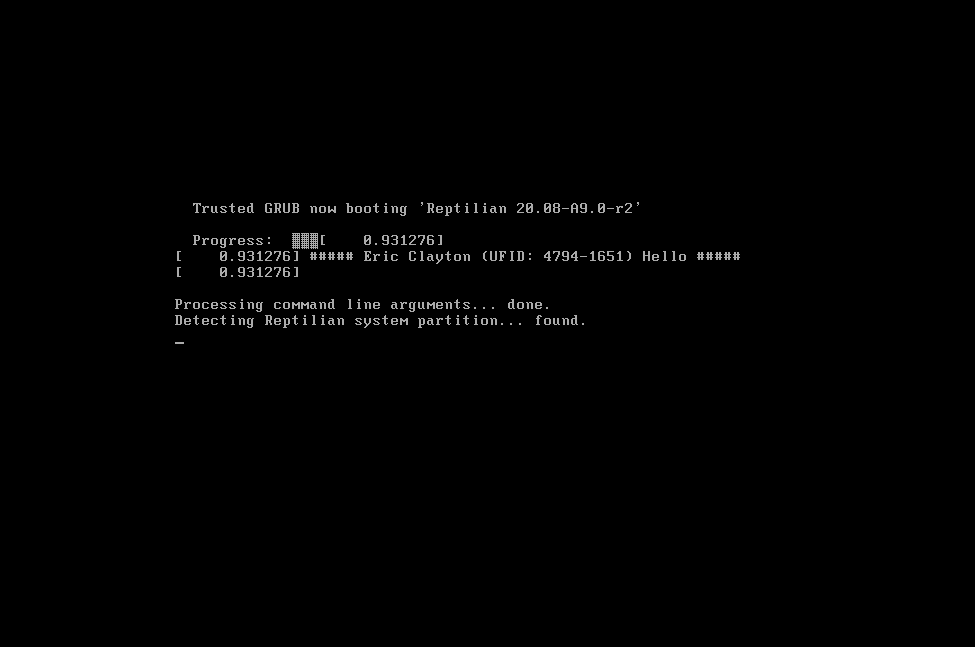 Trusted GRUB now booting 'Reptilian 20.08-A9.0-r2'
Progress: ▒▒▒[    0.931276]
[    0.931276] ##### Eric Clayton (UFID: 4794-1651) Hello #####
[    0.931276]
Processing command line arguments... done.
Detecting Reptilian system partition... found.
_